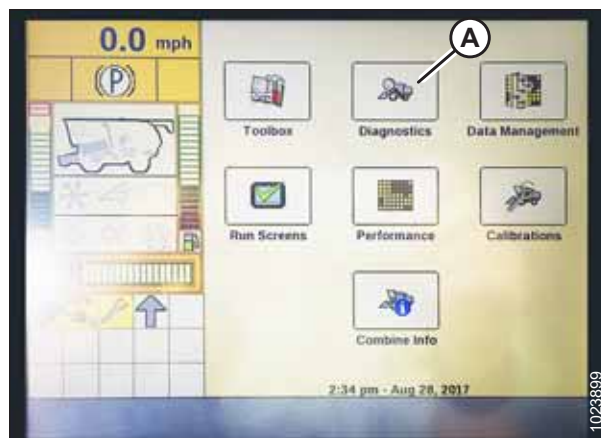 0.0 mph
A
(P)
Toolbox
Diagnostics
Data Management
Run Screens
Performance
Calibrations
Combine Info
2:34 pm - Aug 28, 2017
1023899